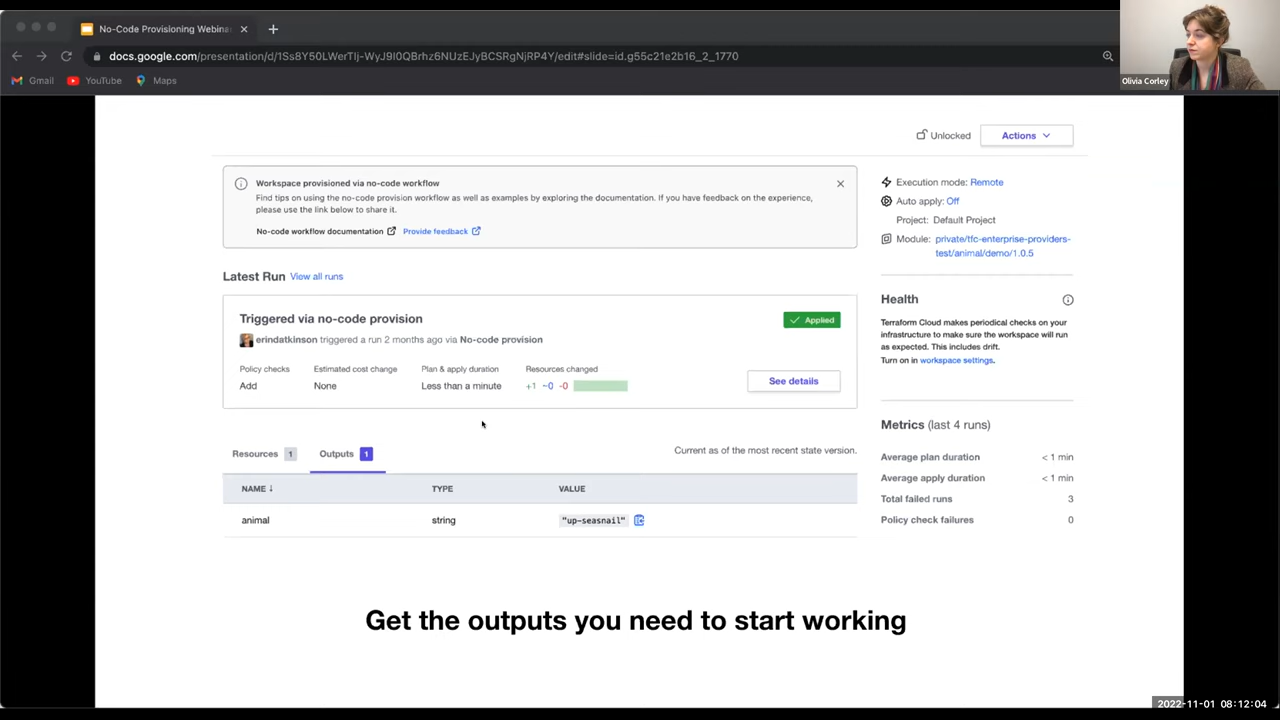 No-Code Provisioning Webina
docs.google.com/presentation/d/1Ss8Y50LWerTIj-WyJ9I0QBrhz6NUzEJyBCSRgNjRP4Y/edit#slide=id.g55c21e2b16_2_1770
Gmail YouTube Maps
Olivia Corley
Unlocked Actions
Workspace provisioned via no-code workflow
Find tips on using the no-code provision workflow as well as examples by exploring the documentation. If you have feedback on the experience,
please use the link below to share it.
No-code workflow documentation Provide feedback
Execution mode: Remote
Auto apply: Off
Project: Default Project
Module: private/tfc-enterprise-providers-
test/animal/demo/1.0.5
Latest Run View all runs
Triggered via no-code provision
Applied
erindatkinson triggered a run 2 months ago via No-code provision
Policy checks Estimated cost change Plan & apply duration Resources changed
Add None Less than a minute +1 ~0 -0
See details
Health
Terraform Cloud makes periodical checks on your
infrastructure to make sure the workspace will run
as expected. This includes drift.
Turn on in workspace settings.
Resources 1 Outputs 1
Current as of the most recent state version.
NAME ↓ TYPE VALUE
animal string "up-seasnail"
Metrics (last 4 runs)
Average plan duration < 1 min
Average apply duration < 1 min
Total failed runs 3
Policy check failures 0
Get the outputs you need to start working
2022-11-01 08:12:04